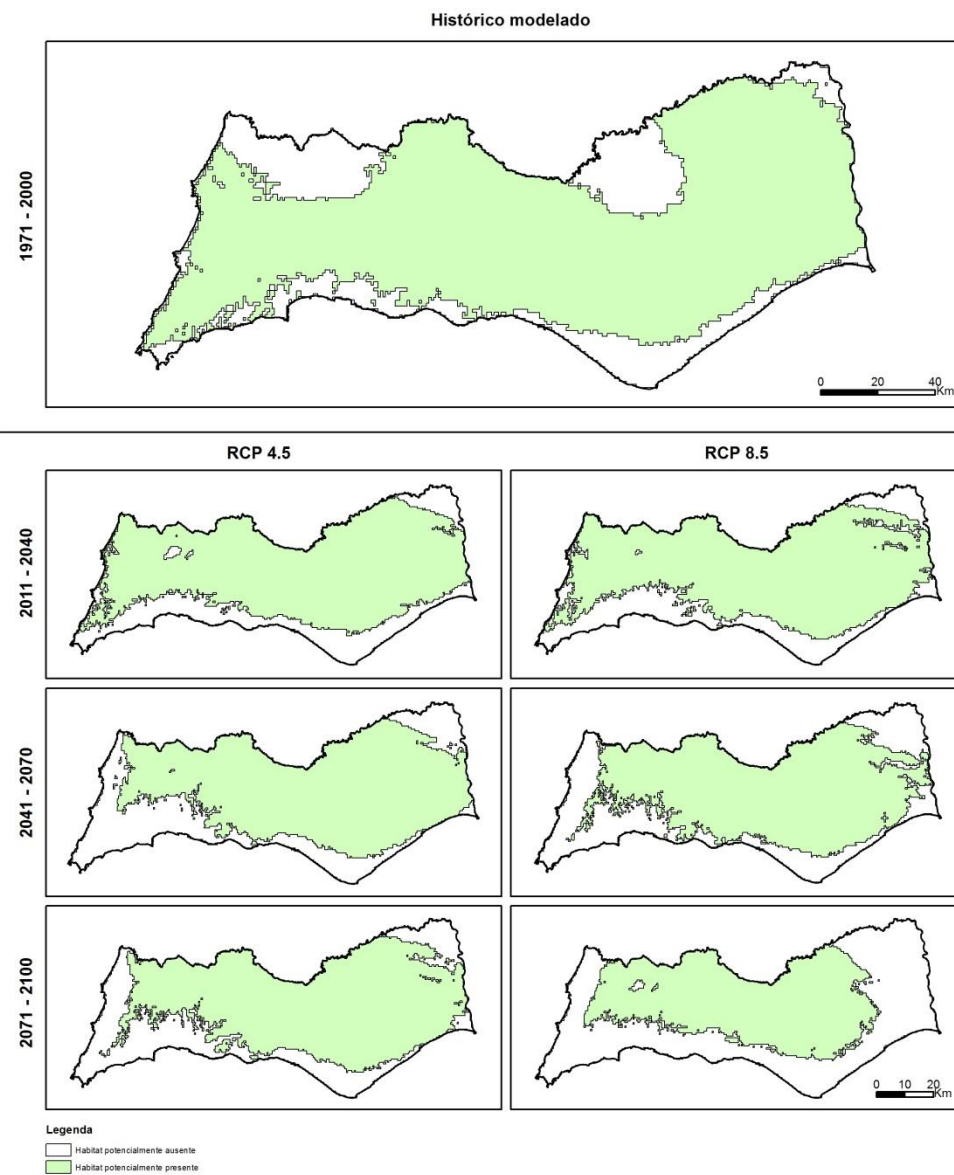 Histórico modelado
1971 - 2000
0 20 40
Km
RCP 4.5 RCP 8.5
2011 - 2040
2041 - 2070
2071 - 2100
0 10 20
Km
Legenda
Habitat potencialmente ausente
Habitat potencialmente presente